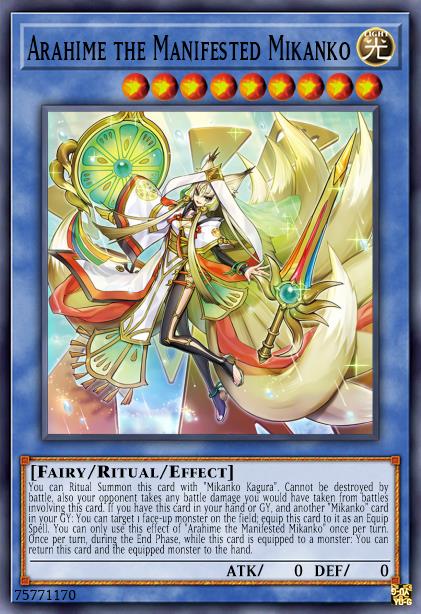 ARAHIME THE MANIFESTED MIKANKO
LIGHT
光
[FAIRY/RITUAL/EFFECT]
You can Ritual Summon this card with "Mikanko Kagura". Cannot be destroyed by
battle, also your opponent takes any battle damage you would have taken from battles
involving this card. If you have this card in your hand or GY, and another "Mikanko" card
in your GY: You can target 1 face-up monster on the field; equip this card to it as an Equip
Spell. You can only use this effect of "Arahime the Manifested Mikanko" once per turn.
Once per turn, during the End Phase, while this card is equipped to a monster: You can
return this card and the equipped monster to the hand.
ATK/ 0 DEF/ 0
75771170